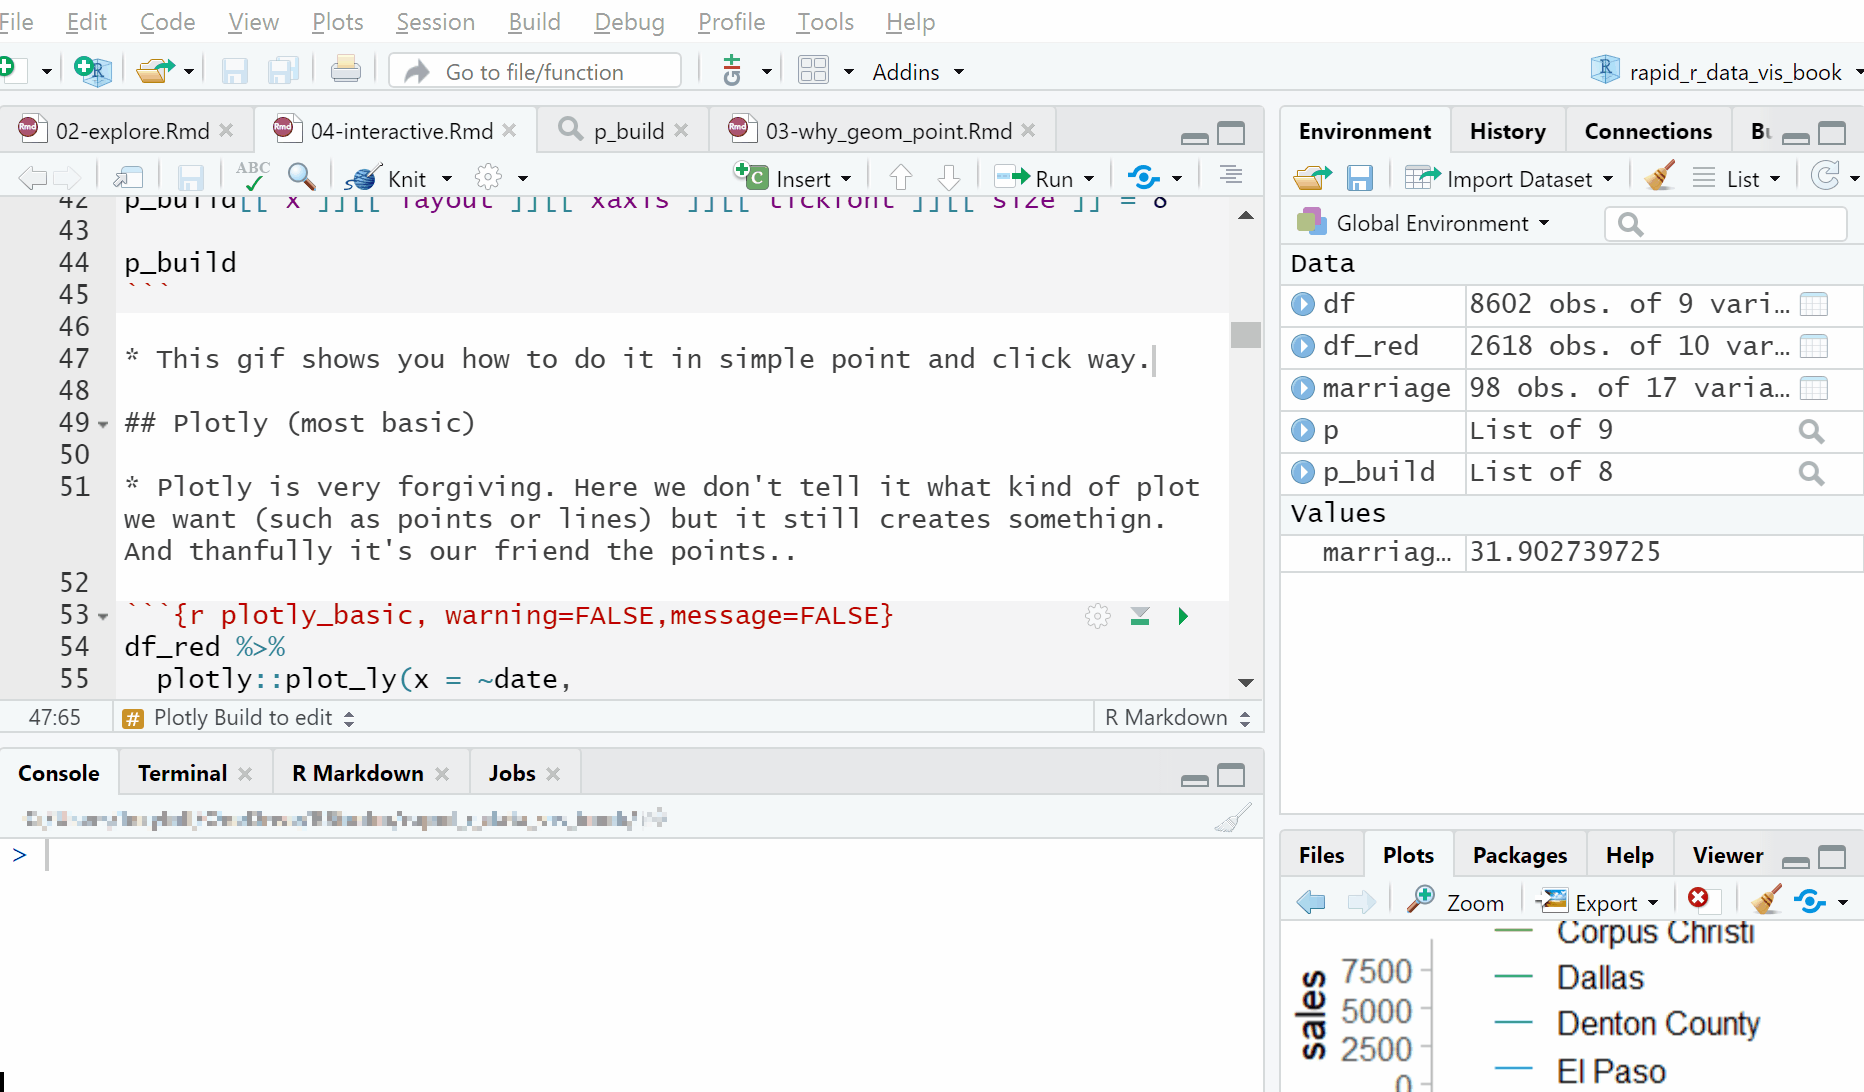 File Edit Code View Plots Session Build Debug Profile Tools Help
Go to file/function Addins rapid_r_data_vis_book
02-explore.Rmd 04-interactive.Rmd p_build 03-why_geom_point.Rmd
ABC Knit Insert Run
42 p_build[["x"]][["layout"]][["xaxis"]][["tickfont"]][["size"]] = 8
43
44 p_build
45 ```
46
47 * This gif shows you how to do it in simple point and click way.
48
49 ## Plotly (most basic)
50
51 * Plotly is very forgiving. Here we don't tell it what kind of plot
we want (such as points or lines) but it still creates somethign.
And thanfully it's our friend the points..
52
53 ```{r plotly_basic, warning=FALSE,message=FALSE}
54 df_red %>%
55 plotly::plot_ly(x = ~date,
47:65 # Plotly Build to edit R Markdown
Console Terminal R Markdown Jobs
>
Environment History Connections
Import Dataset List
Global Environment
Data
df 8602 obs. of 9 vari...
df_red 2618 obs. of 10 var...
marriage 98 obs. of 17 varia...
p List of 9
p_build List of 8
Values
marriag... 31.902739725
Files Plots Packages Help Viewer
Zoom Export
Corpus Christi
Dallas
Denton County
El Paso
sales
7500
5000
2500
0